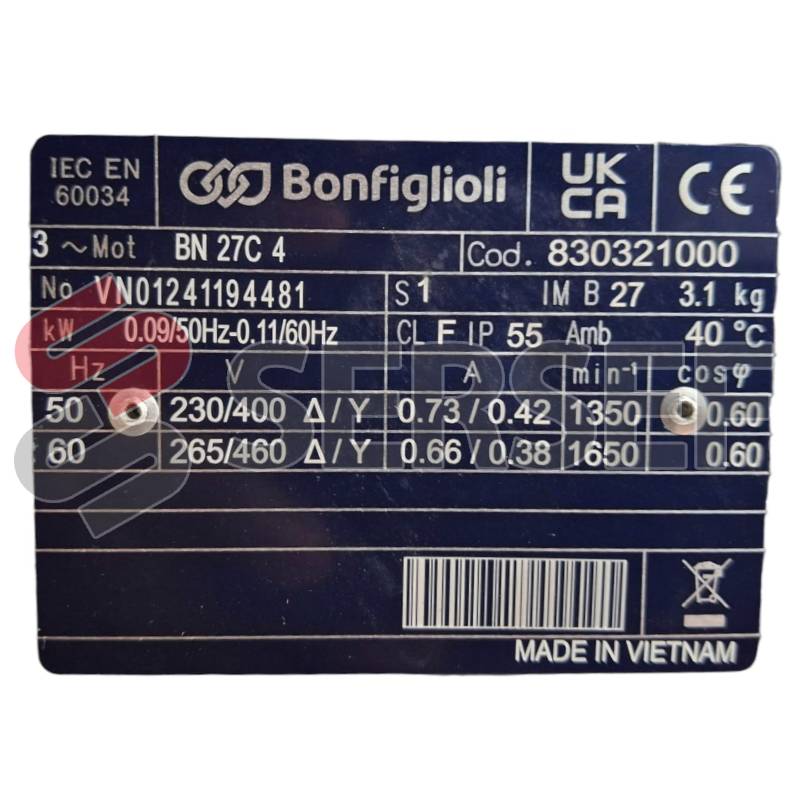 IEC EN 60034 Bonfiglioli UK CA CE
3 ~ Mot BN 27C 4 Cod. 830321000
No VN01241194481 S1 IM B 27 3.1 kg
kW 0.09/50Hz-0.11/60Hz CL F IP 55 Amb 40 °C
Hz V A min⁻¹ cosφ
50 230/400 Δ/Y 0.73/0.42 1350 0.60
60 265/460 Δ/Y 0.66/0.38 1650 0.60
SERSET
MADE IN VIETNAM